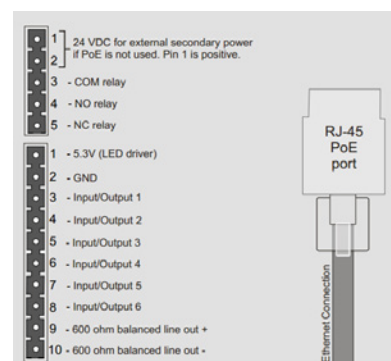 1
2
24 VDC for external secondary power
if PoE is not used. Pin 1 is positive.
3 - COM relay
4 - NO relay
5 - NC relay
1 - 5.3V (LED driver)
2 - GND
3 - Input/Output 1
4 - Input/Output 2
5 - Input/Output 3
6 - Input/Output 4
7 - Input/Output 5
8 - Input/Output 6
9 - 600 ohm balanced line out +
10 - 600 ohm balanced line out -
RJ-45
PoE
port
Ethernet Connection